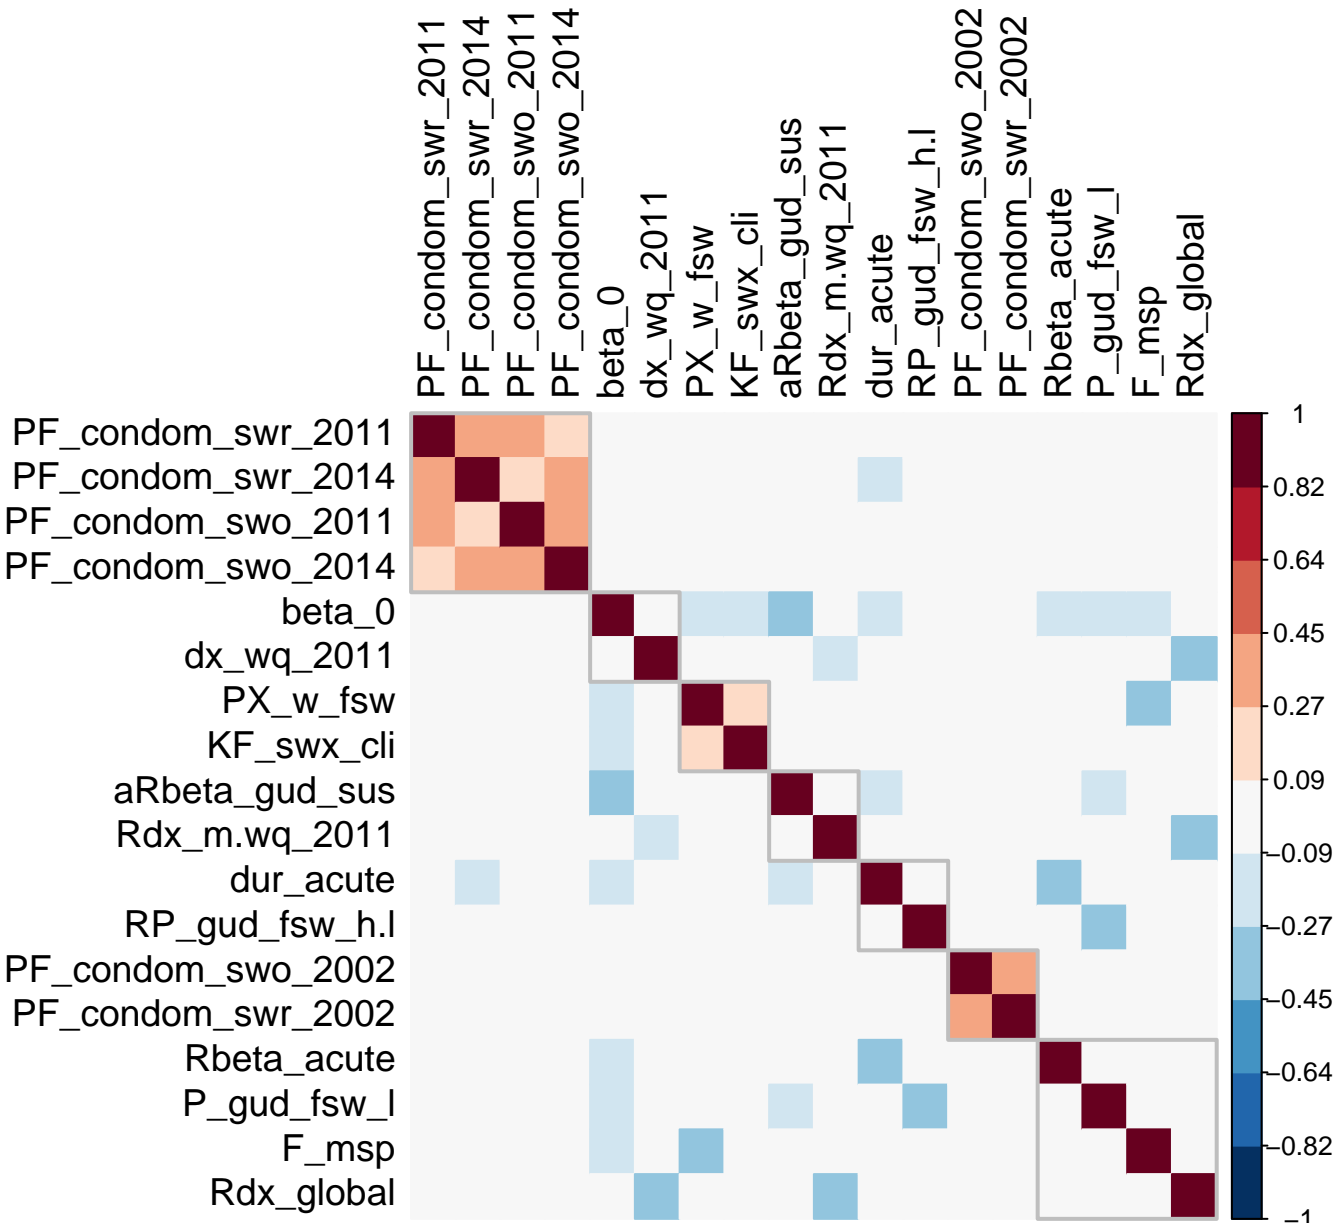 PF_condom_swr_2011
PF_condom_swr_2014
PF_condom_swo_2011
PF_condom_swo_2014
beta_0
dx_wq_2011
PX_w_fsw
KF_swx_cli
aRbeta_gud_sus
Rdx_m.wq_2011
dur_acute
RP_gud_fsw_h.l
PF_condom_swo_2002
PF_condom_swr_2002
Rbeta_acute
P_gud_fsw_l
F_msp
Rdx_global
PF_condom_swr_2011
PF_condom_swr_2014
PF_condom_swo_2011
PF_condom_swo_2014
beta_0
dx_wq_2011
PX_w_fsw
KF_swx_cli
aRbeta_gud_sus
Rdx_m.wq_2011
dur_acute
RP_gud_fsw_h.l
PF_condom_swo_2002
PF_condom_swr_2002
Rbeta_acute
P_gud_fsw_l
F_msp
Rdx_global
1
0.82
0.64
0.45
0.27
0.09
−0.09
−0.27
−0.45
−0.64
−0.82
−1